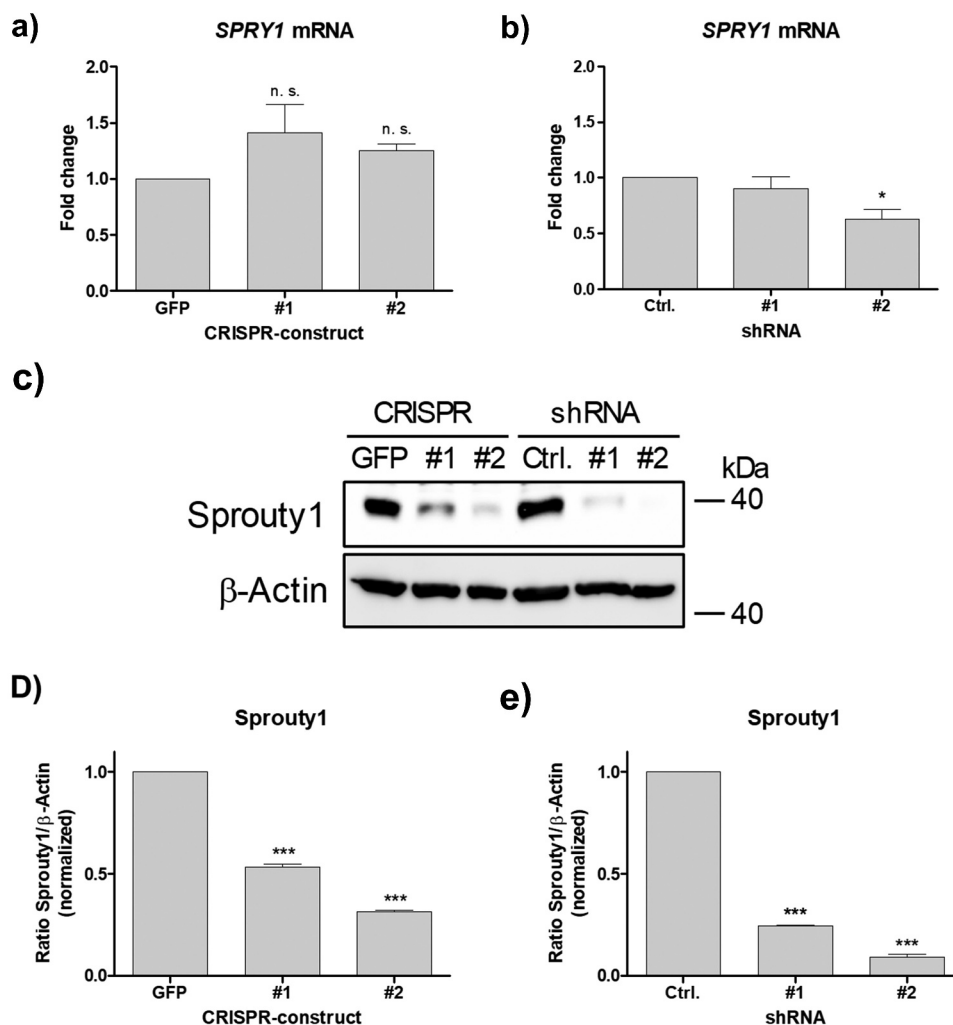 a)
SPRY1 mRNA
Fold change
2.0
1.5
1.0
0.5
0.0
n. s.
n. s.
GFP #1 #2
CRISPR-construct
b)
SPRY1 mRNA
Fold change
2.0
1.5
1.0
0.5
0.0
*
Ctrl. #1 #2
shRNA
c)
CRISPR shRNA
GFP #1 #2 Ctrl. #1 #2 kDa
Sprouty1 40
β-Actin
40
D)
Sprouty1
Ratio Sprouty1/β-Actin
(normalized)
1.0
0.5
0.0
***
***
GFP #1 #2
CRISPR-construct
e)
Sprouty1
Ratio Sprouty1/β-Actin
(normalized)
1.0
0.5
0.0
***
***
Ctrl. #1 #2
shRNA